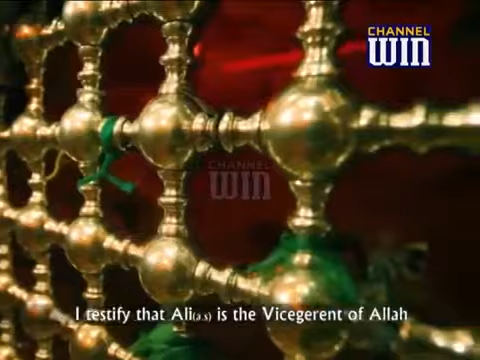 CHANNEL
WIN
CHANNEL
WIN
I testify that Ali(a.s) is the Vicegerent of Allah